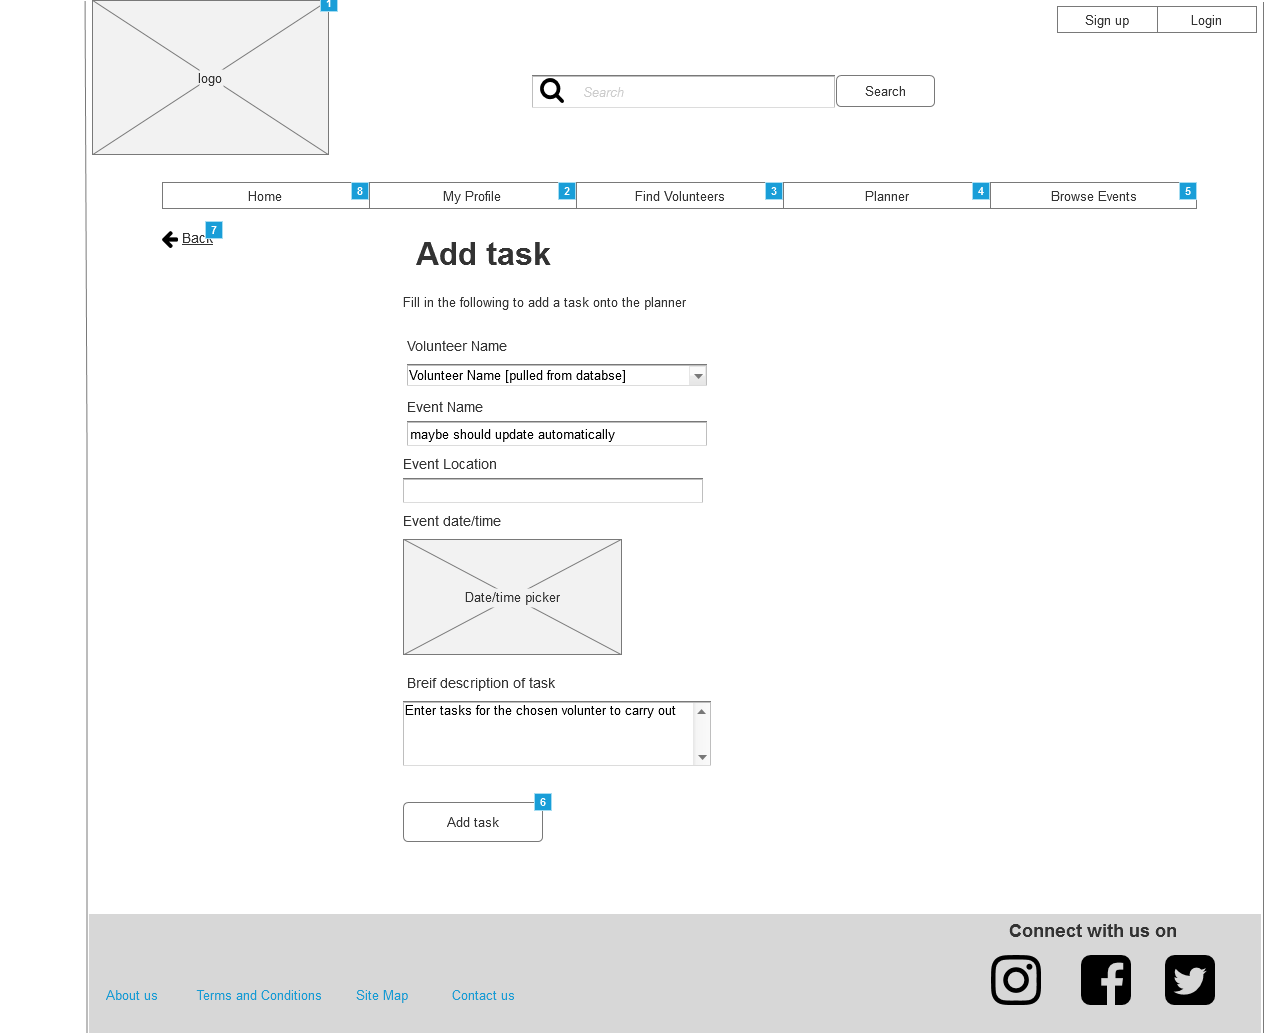 1
Sign up Login
logo
Search Search
Home 8 My Profile 2 Find Volunteers 3 Planner 4 Browse Events 5
Back 7
Add task
Fill in the following to add a task onto the planner
Volunteer Name
Volunteer Name [pulled from databse]
Event Name
maybe should update automatically
Event Location
Event date/time
Date/time picker
Breif description of task
Enter tasks for the chosen volunter to carry out
6
Add task
Connect with us on
About us Terms and Conditions Site Map Contact us